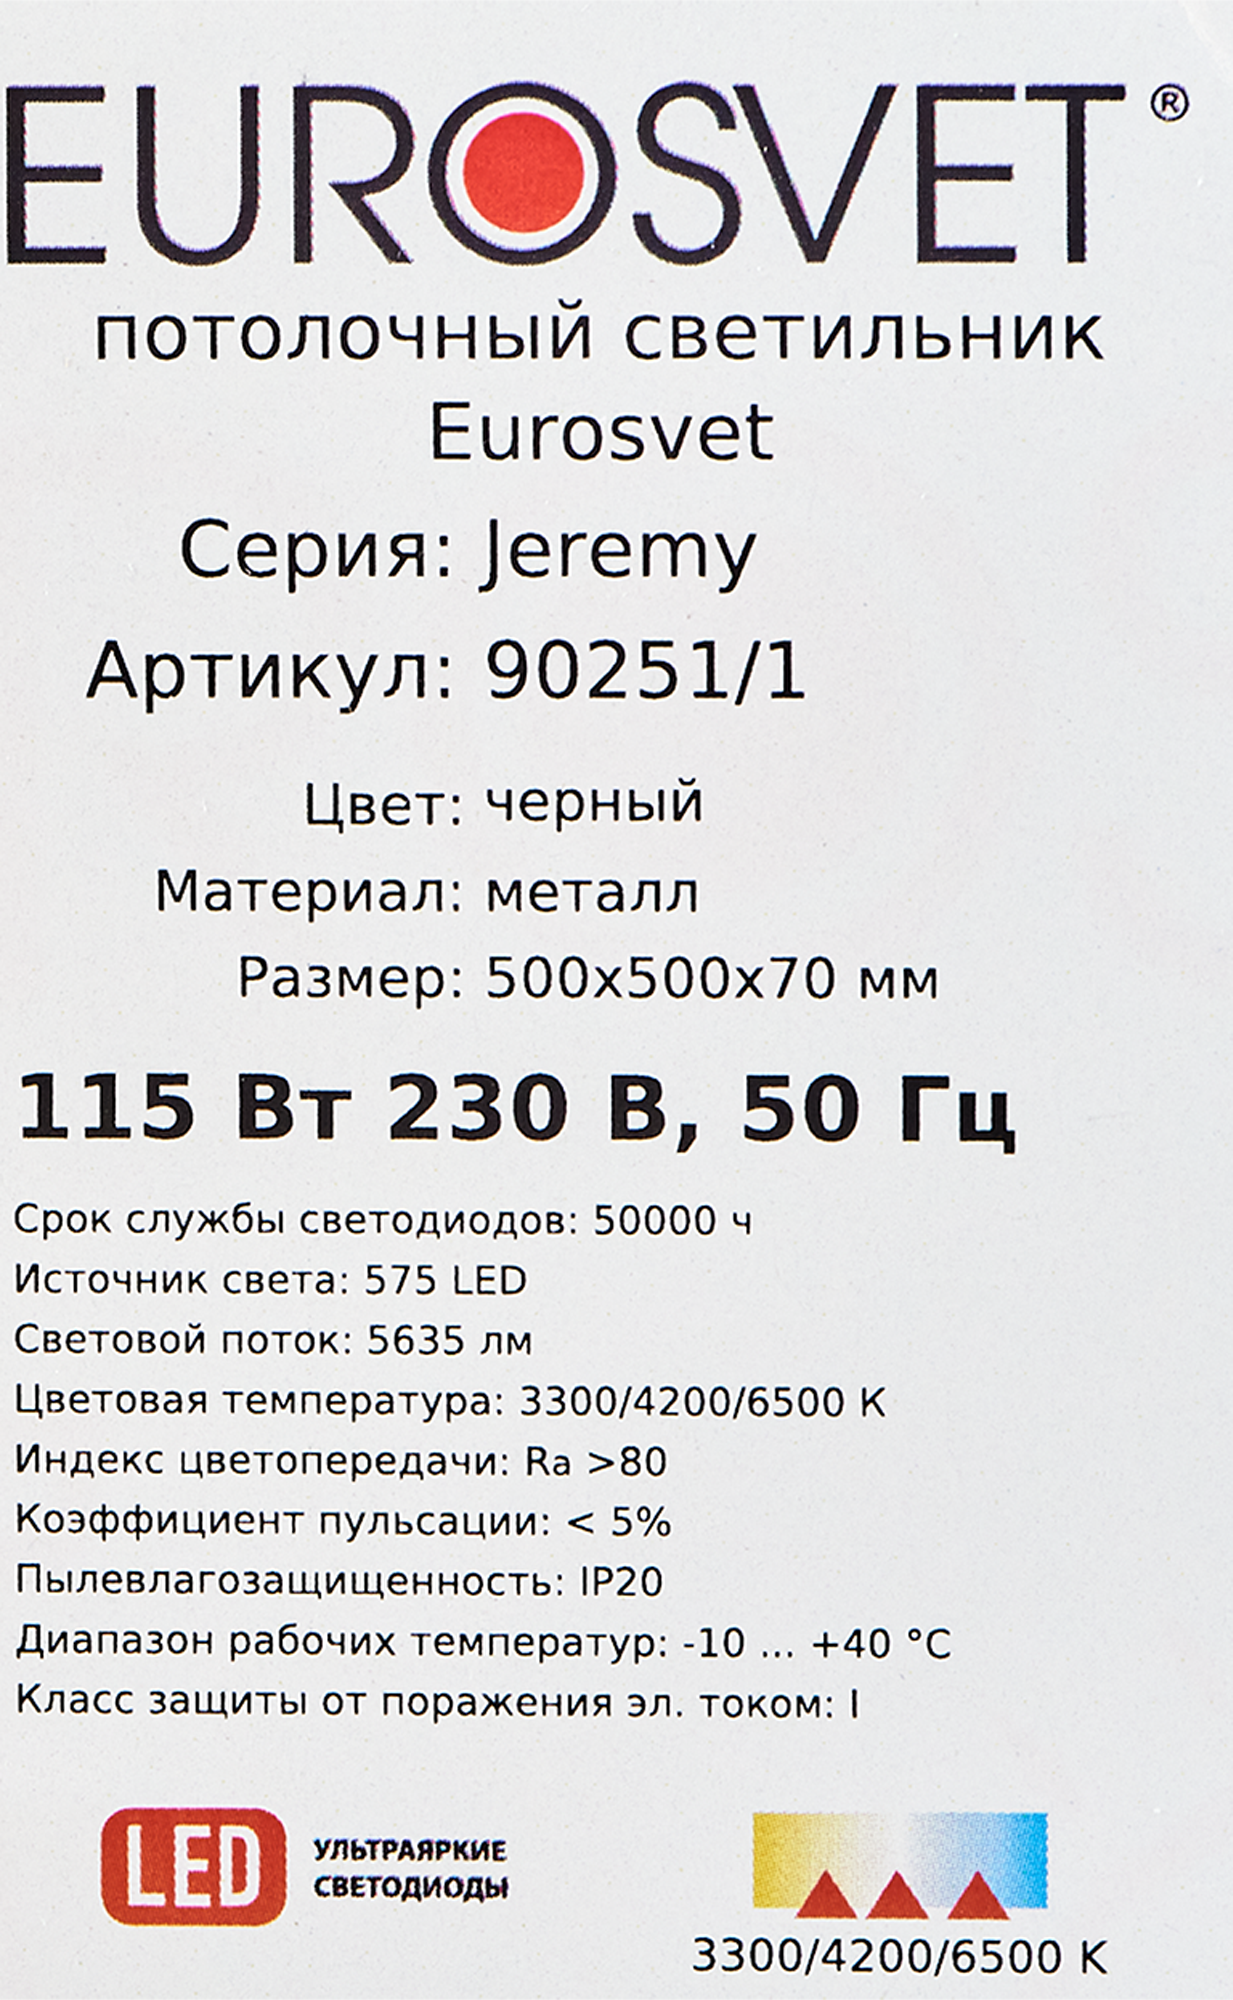 EUROSVET®
потолочный светильник
Eurosvet
Серия: Jeremy
Артикул: 90251/1
Цвет: черный
Материал: металл
Размер: 500x500x70 мм
115 Вт 230 В, 50 Гц
Срок службы светодиодов: 50000 ч
Источник света: 575 LED
Световой поток: 5635 лм
Цветовая температура: 3300/4200/6500 К
Индекс цветопередачи: Ra >80
Коэффициент пульсации: < 5%
Пылевлагозащищенность: IP20
Диапазон рабочих температур: -10 ... +40 °C
Класс защиты от поражения эл. током: I
LED
УЛЬТРАЯРКИЕ
СВЕТОДИОДЫ
3300/4200/6500 К